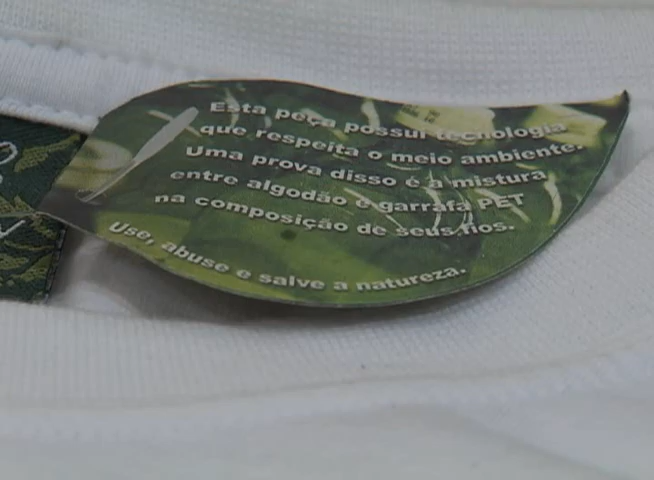 Esta peça possui tecnologia
que respeita o meio ambiente.
Uma prova disso é a mistura
entre algodão e garrafa PET
na composição de seus fios.
Use, abuse e salve a natureza.